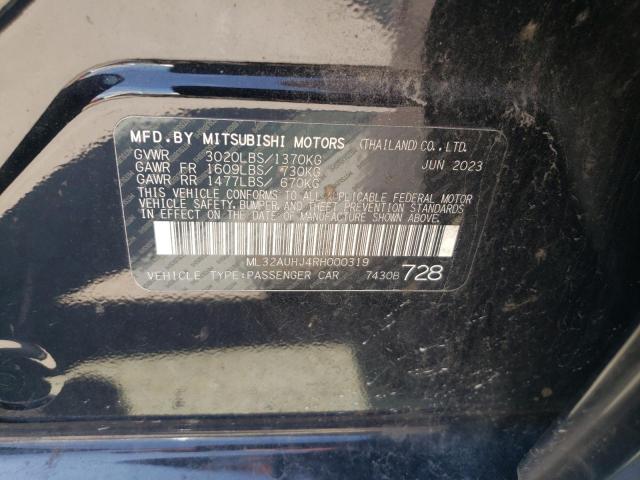 MFD.BY MITSUBISHI MOTORS (THAILAND) CO., LTD.
GVWR 3020LBS/1370KG JUN 2023
GAWR FR 1609LBS/ 730KG
GAWR RR 1477LBS/ 670KG
THIS VEHICLE CONFORMS TO ALL APPLICABLE FEDERAL MOTOR
VEHICLE SAFETY, BUMPER AND THEFT PREVENTION STANDARDS
IN EFFECT ON THE DATE OF MANUFACTURE SHOWN ABOVE.
ML32AUHJ4RH000319
VEHICLE TYPE:PASSENGER CAR 7430B 728